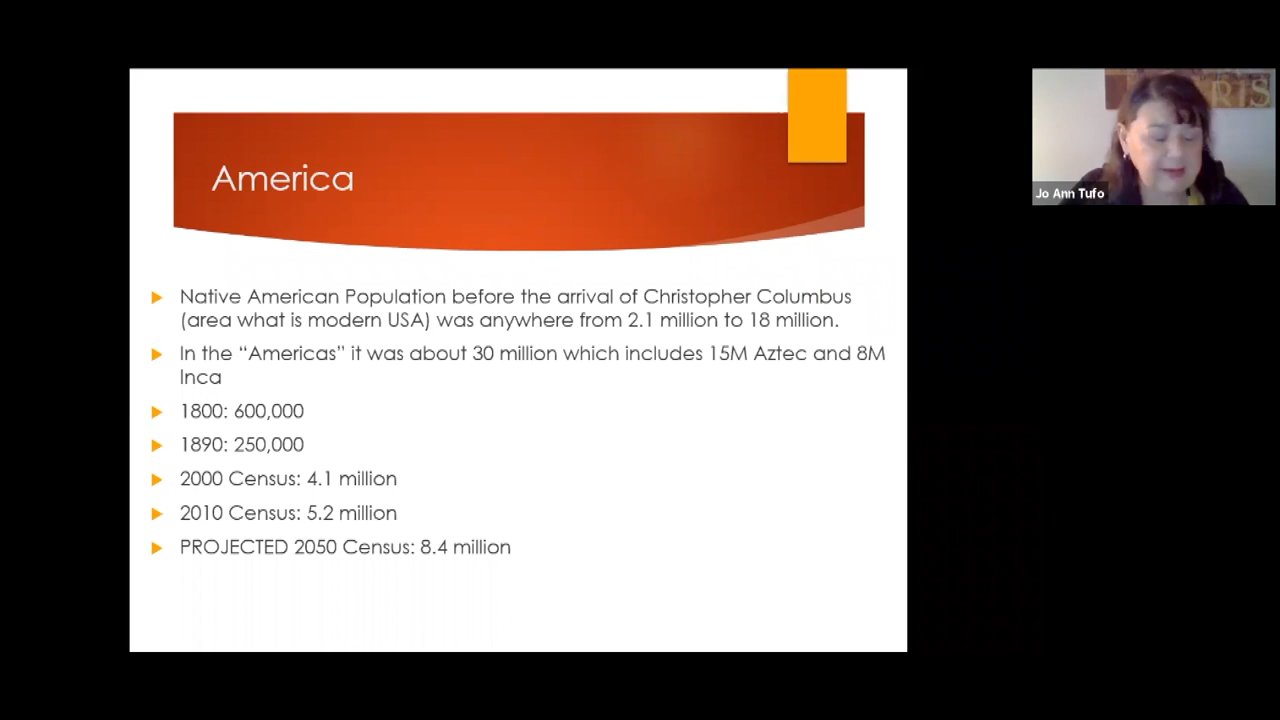 America
Native American Population before the arrival of Christopher Columbus
(area what is modern USA) was anywhere from 2.1 million to 18 million.
In the “Americas” it was about 30 million which includes 15M Aztec and 8M
Inca
1800: 600,000
1890: 250,000
2000 Census: 4.1 million
2010 Census: 5.2 million
PROJECTED 2050 Census: 8.4 million
RIS
Jo Ann Tufo